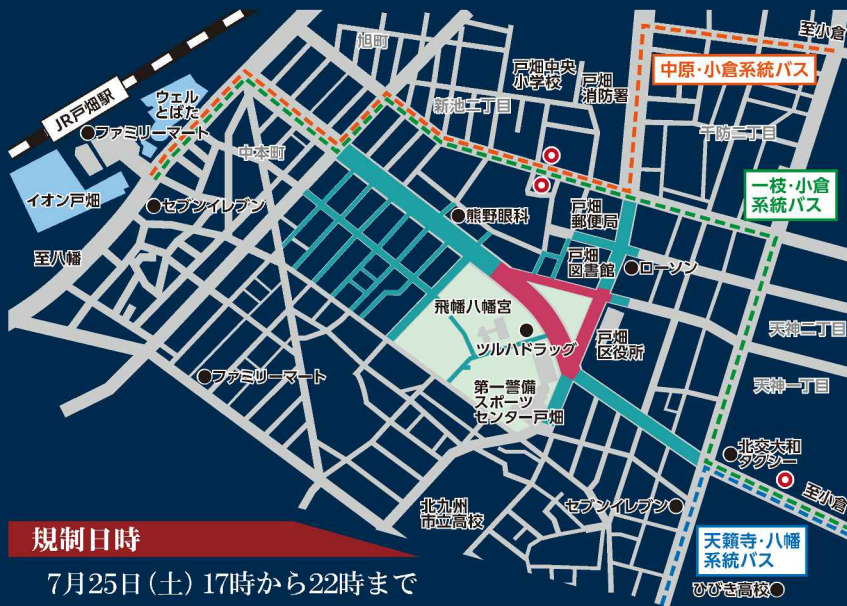 旭町
至小倉
戸畑中央
小学校
戸畑
消防署
中原・小倉系統バス
JR戸畑駅
ウェル
とばた
新池二丁目
ファミリーマート
千防二丁目
中本町
イオン戸畑
セブンイレブン
一枝・小倉
系統バス
熊野眼科
戸畑
郵便局
至八幡
戸畑
図書館
ローソン
飛幡八幡宮
天神二丁目
ツルハドラッグ
戸畑
区役所
ファミリーマート
天神一丁目
第一警備
スポーツ
センター戸畑
北交大和
タクシー
至小倉
北九州
市立高校
セブンイレブン
規制日時
天籟寺・八幡
系統バス
7月25日(土) 17時から22時まで
ひびき高校